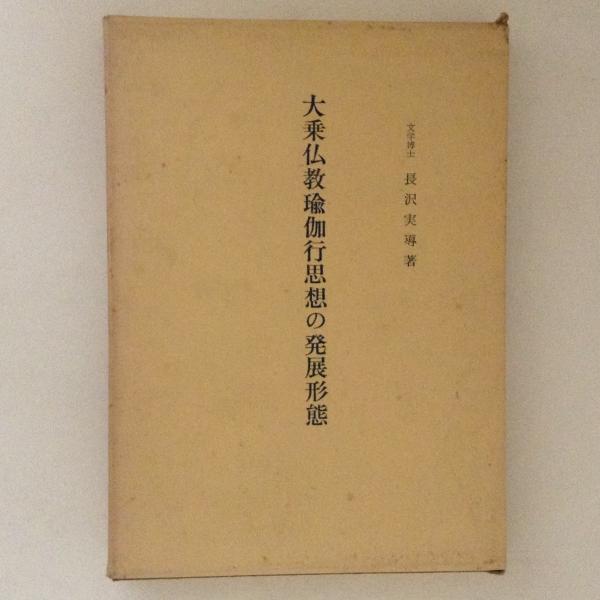 文学博士 長沢実導著
大乗仏教瑜伽行思想の発展形態